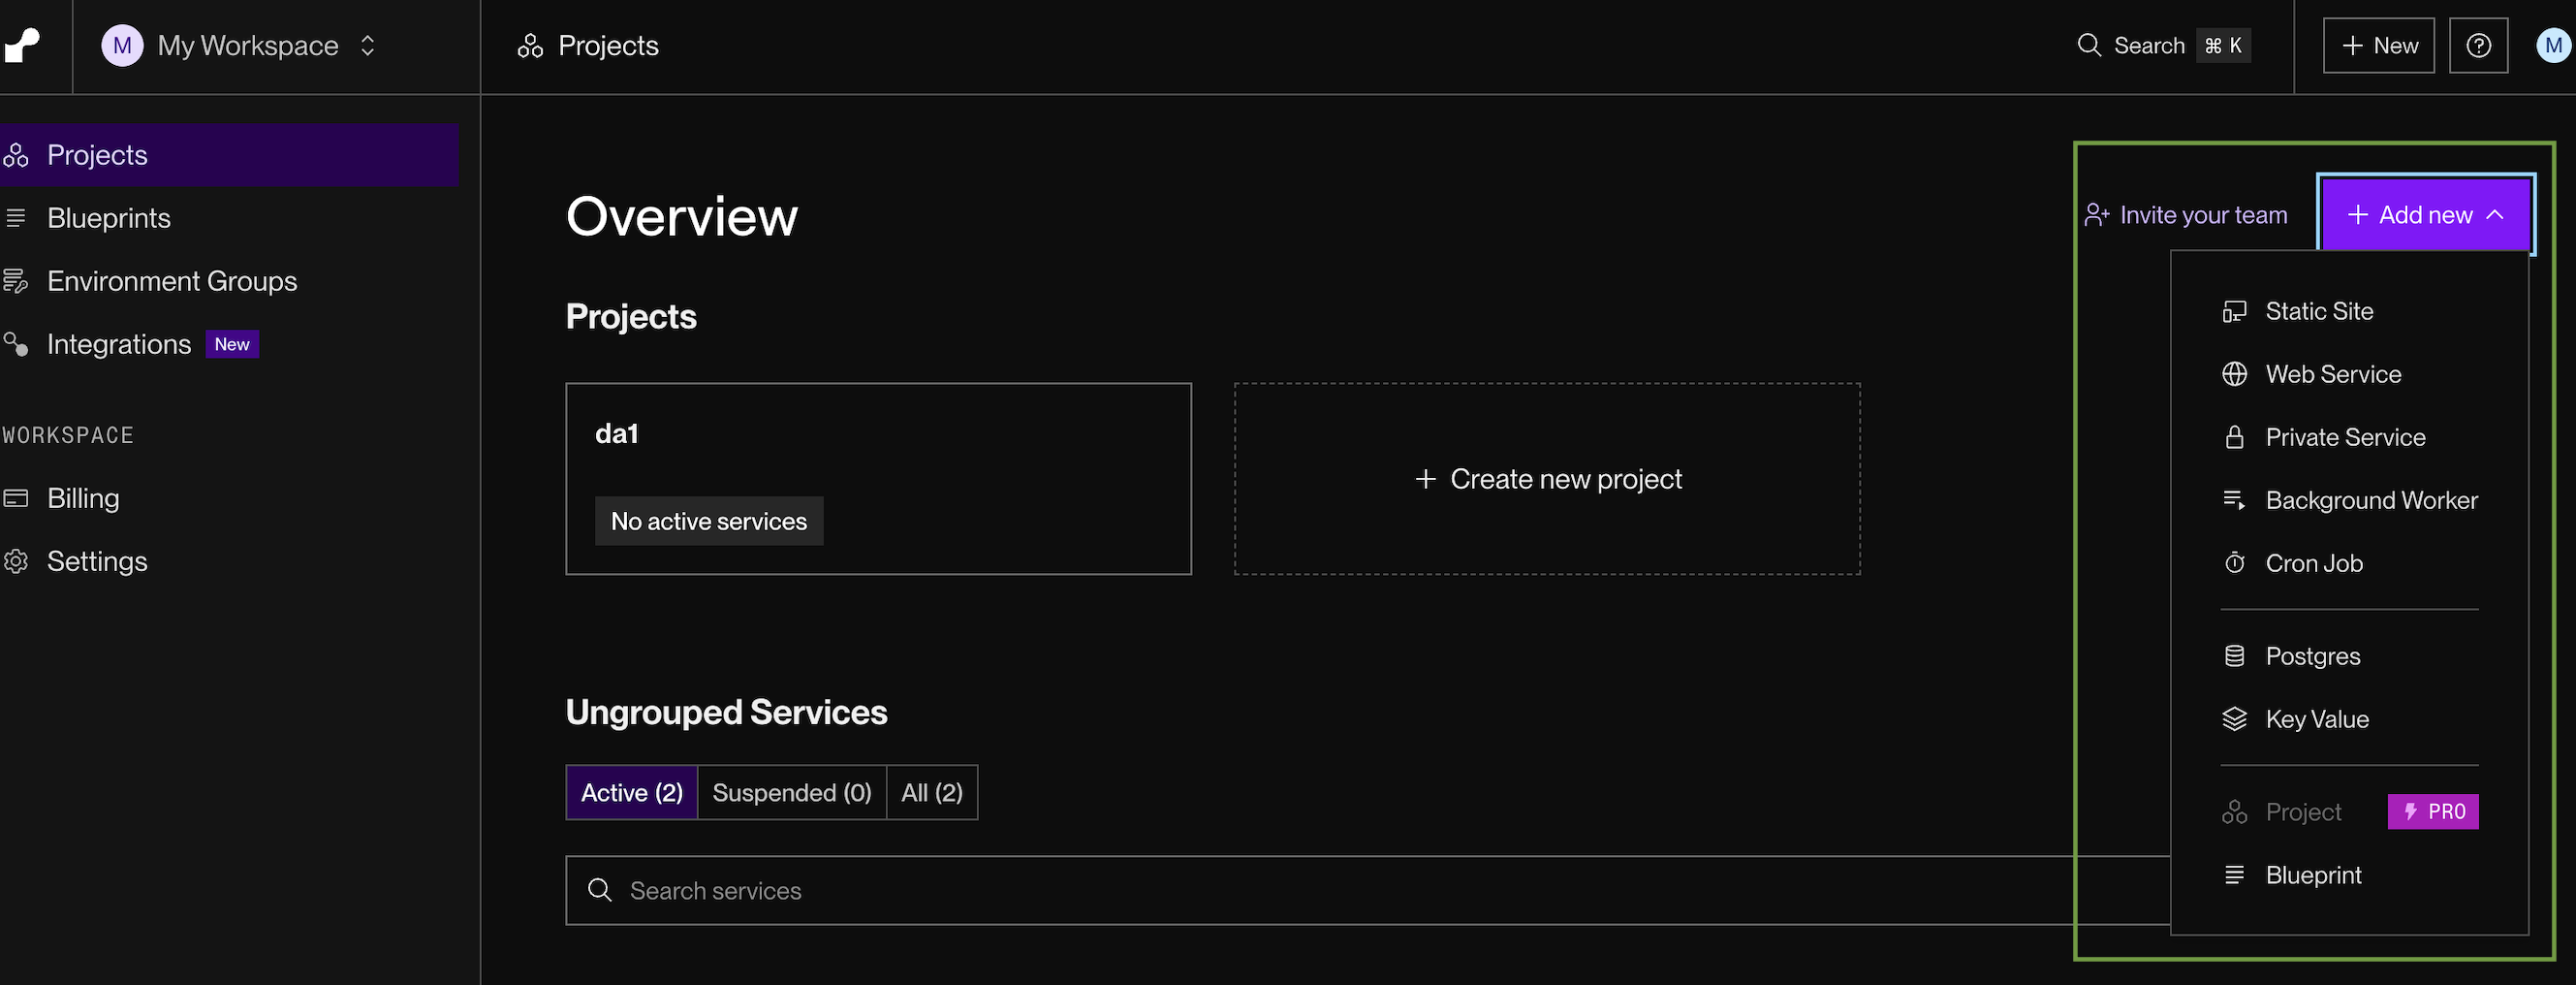 M My Workspace
Projects
Search ⌘ K
+ New
M
Projects
Blueprints
Environment Groups
Integrations New
WORKSPACE
Billing
Settings
Overview
Invite your team
+ Add new
Projects
da1
No active services
+ Create new project
Ungrouped Services
Active (2) Suspended (0) All (2)
Search services
Static Site
Web Service
Private Service
Background Worker
Cron Job
Postgres
Key Value
Project PRO
Blueprint